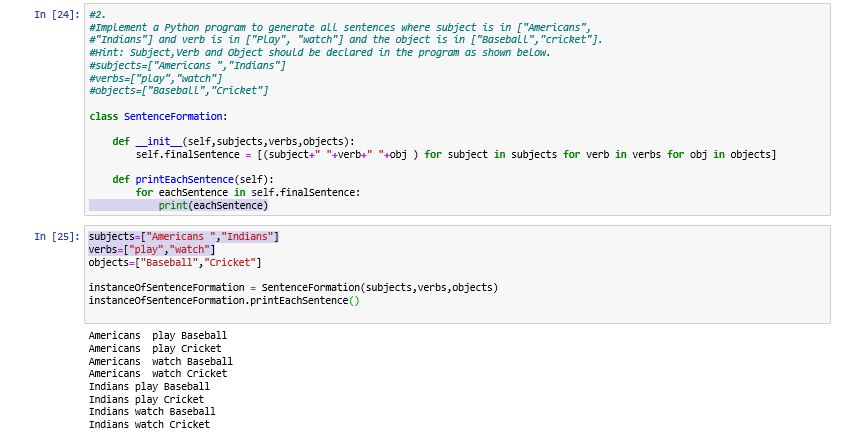 In [24]: #2.
#Implement a Python program to generate all sentences where subject is in ["Americans",
#"Indians"] and verb is in ["Play", "watch"] and the object is in ["Baseball","cricket"].
#Hint: Subject,Verb and Object should be declared in the program as shown below.
#subjects=["Americans ","Indians"]
#verbs=["play","watch"]
#objects=["Baseball","Cricket"]
class SentenceFormation:
    def __init__(self,subjects,verbs,objects):
        self.finalSentence = [(subject+" "+verb+" "+obj ) for subject in subjects for verb in verbs for obj in objects]
    def printEachSentence(self):
        for eachSentence in self.finalSentence:
            print(eachSentence)
In [25]: subjects=["Americans ","Indians"]
verbs=["play","watch"]
objects=["Baseball","Cricket"]
instanceOfSentenceFormation = SentenceFormation(subjects,verbs,objects)
instanceOfSentenceFormation.printEachSentence()
Americans  play Baseball
Americans  play Cricket
Americans  watch Baseball
Americans  watch Cricket
Indians play Baseball
Indians play Cricket
Indians watch Baseball
Indians watch Cricket